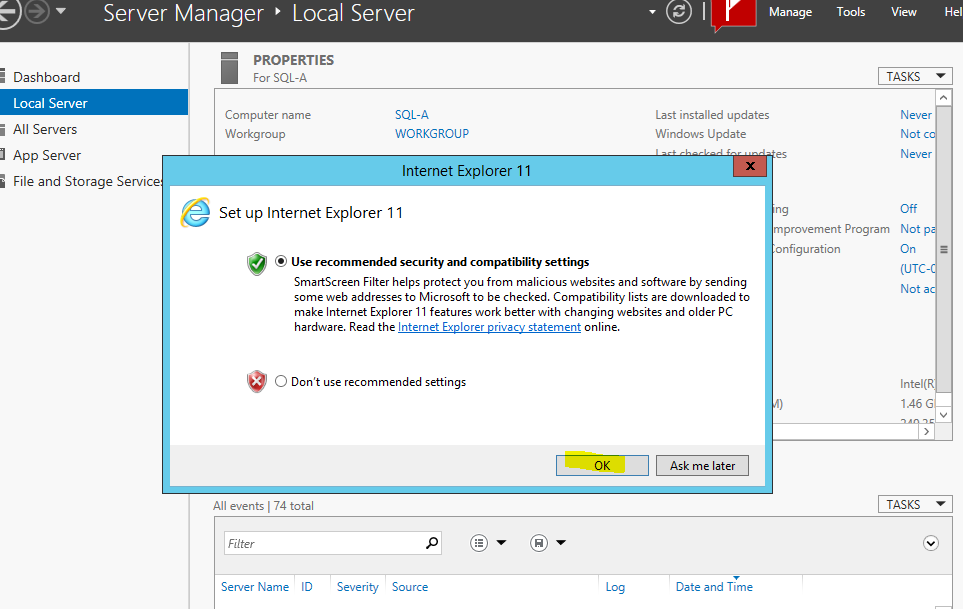 Server Manager ‣ Local Server
Manage Tools View Hel
Dashboard
Local Server
All Servers
App Server
File and Storage Services
PROPERTIES
For SQL-A
TASKS
Computer name SQL-A Last installed updates Never
Workgroup WORKGROUP Windows Update Not co
Last checked for updates Never
ing Off
mprovement Program Not pa
onfiguration On
(UTC-0
Not ac
Intel(R
M) 1.46 G
Internet Explorer 11
Set up Internet Explorer 11
Use recommended security and compatibility settings
SmartScreen Filter helps protect you from malicious websites and software by sending
some web addresses to Microsoft to be checked. Compatibility lists are downloaded to
make Internet Explorer 11 features work better with changing websites and older PC
hardware. Read the Internet Explorer privacy statement online.
Don't use recommended settings
OK Ask me later
All events | 74 total
TASKS
Filter
Server Name ID Severity Source Log Date and Time